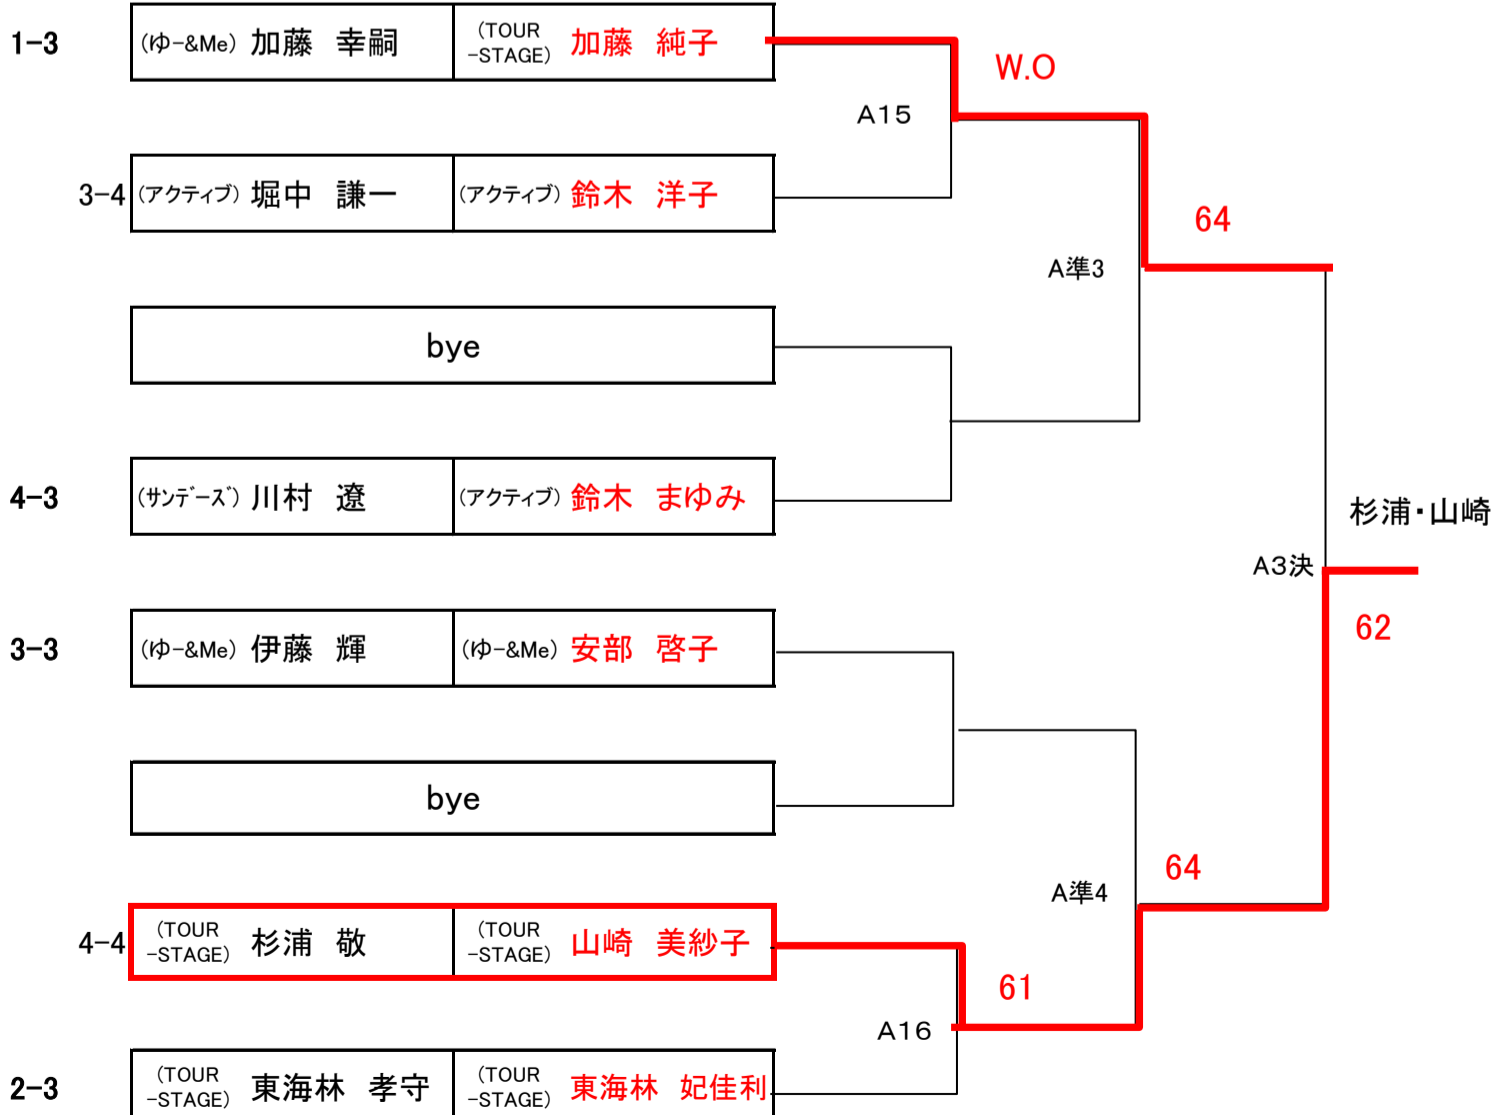 1-3 (ゆ-&Me) 加藤 幸嗣 (TOUR
-STAGE) 加藤 純子
W.O
A15
3-4 (アクティブ) 堀中 謙一 (アクティブ) 鈴木 洋子
64
A準3
bye
4-3 (サンデーズ) 川村 遼 (アクティブ) 鈴木 まゆみ
杉浦・山崎
A3決
62
3-3 (ゆ-&Me) 伊藤 輝 (ゆ-&Me) 安部 啓子
bye
64
A準4
4-4 (TOUR
-STAGE) 杉浦 敬 (TOUR
-STAGE) 山崎 美紗子
61
A16
2-3 (TOUR
-STAGE) 東海林 孝守 (TOUR
-STAGE) 東海林 妃佳利